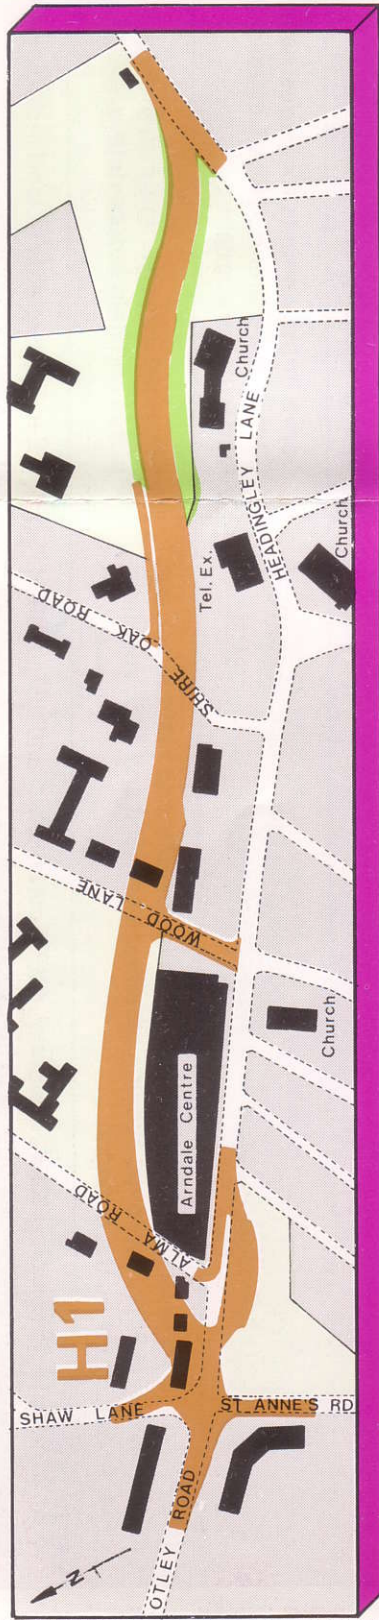 Church
HEADINGLEY LANE
Church
Tel. Ex.
SHIRE OAK ROAD
WOOD LANE
Church
Arndale Centre
ALMA ROAD
H1
SHAW LANE
ST. ANNE'S RD
OTLEY ROAD
N